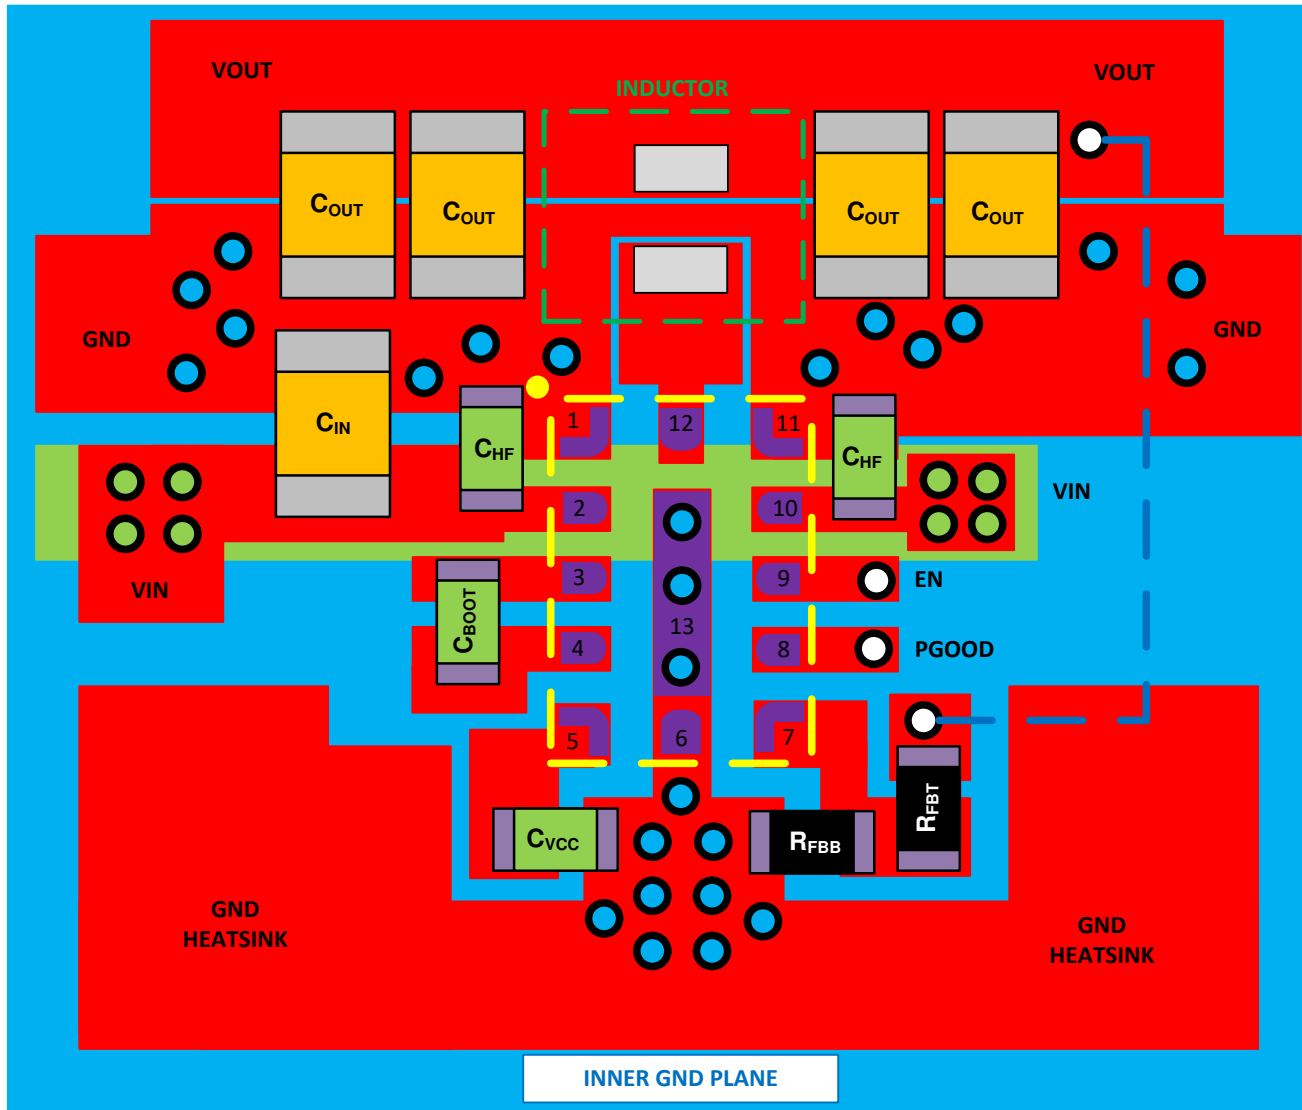 VOUT
VOUT
INDUCTOR
COUT
COUT
COUT
COUT
GND
GND
CIN
CHF
CHF
1
12
11
2
10
VIN
VIN
3
9
EN
CBOOT
13
4
8
PGOOD
5
6
7
CVCC
RFBB
RFBT
GND
HEATSINK
GND
HEATSINK
INNER GND PLANE